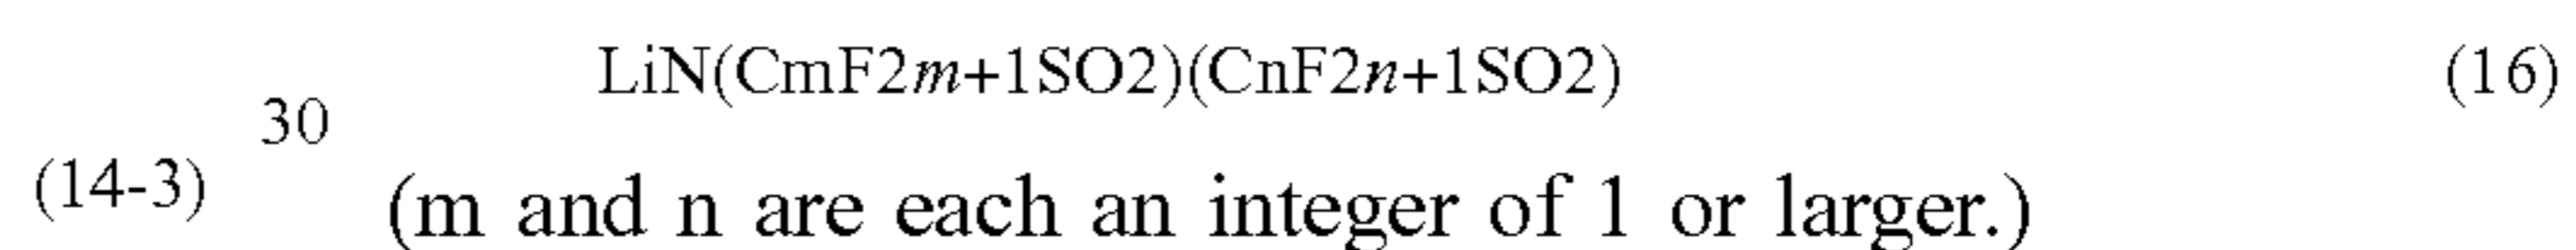 LiN(CmF2m+1SO2)(CnF2n+1SO2) (16)
30
(14-3)
(m and n are each an integer of 1 or larger.)